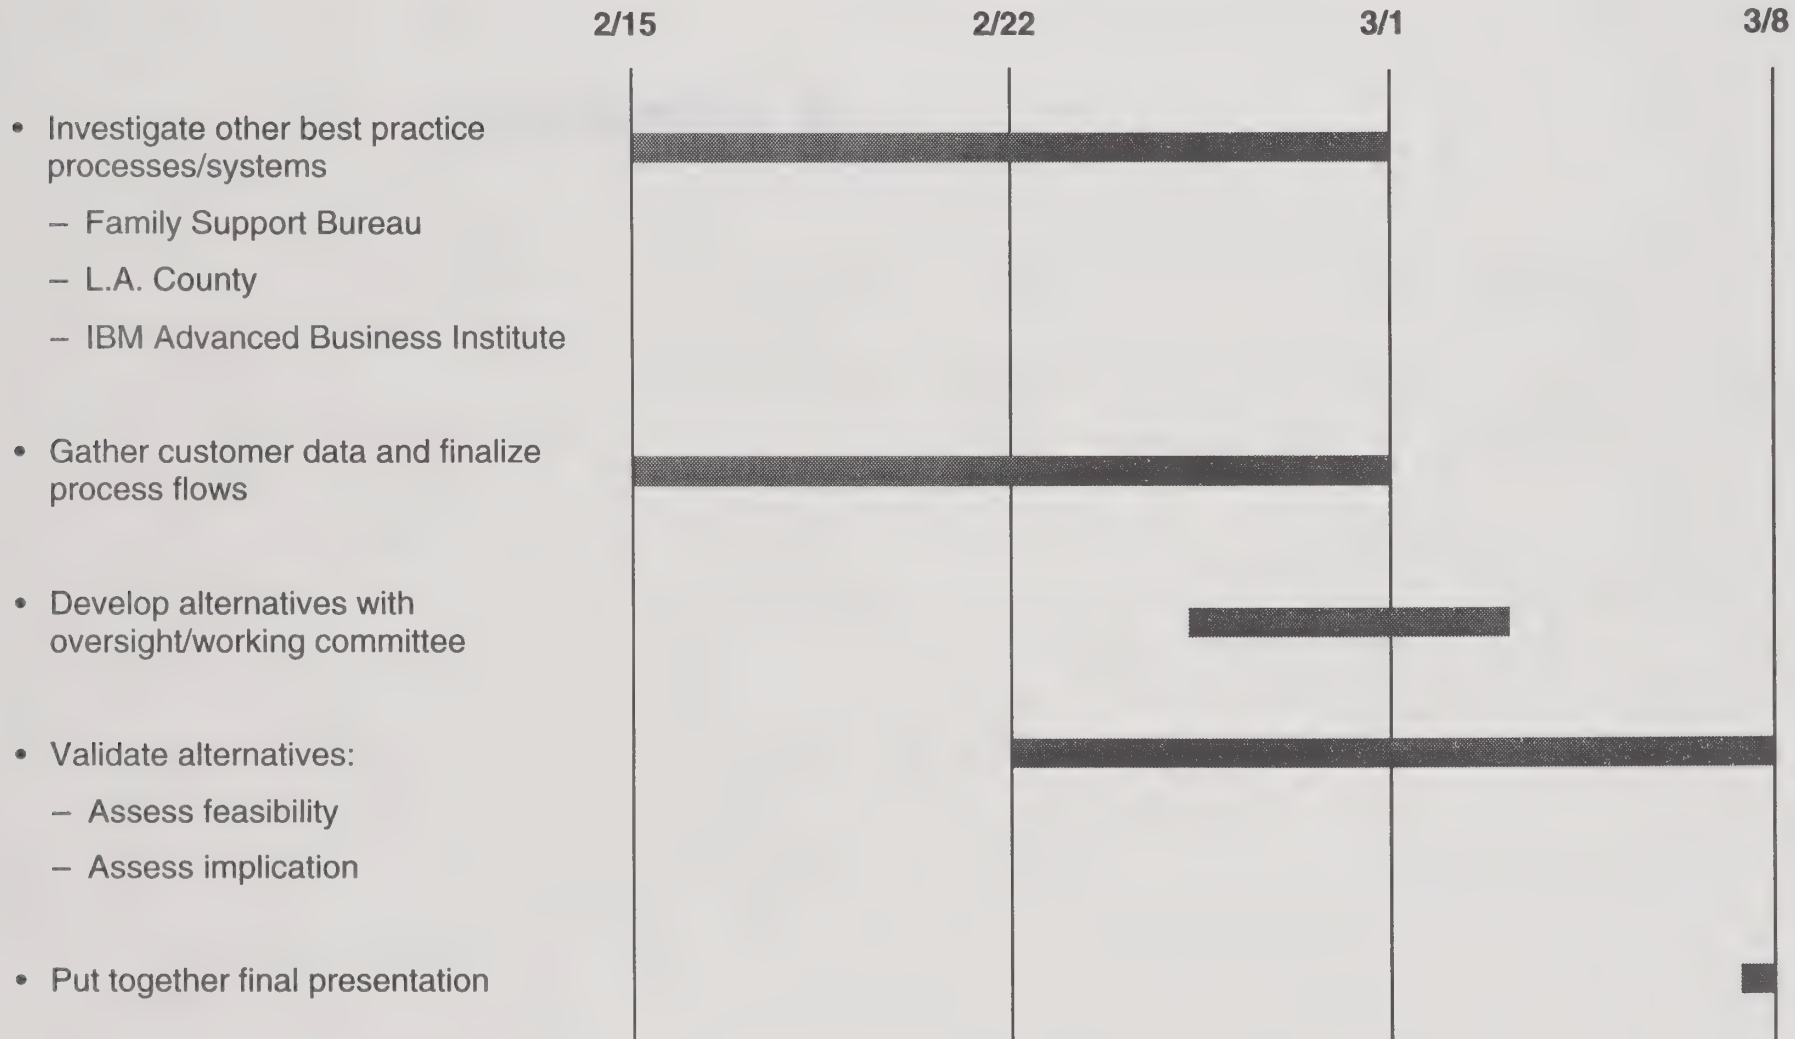 2/15 2/22 3/1 3/8
• Investigate other best practice
processes/systems
– Family Support Bureau
– L.A. County
– IBM Advanced Business Institute
• Gather customer data and finalize
process flows
• Develop alternatives with
oversight/working committee
• Validate alternatives:
– Assess feasibility
– Assess implication
• Put together final presentation